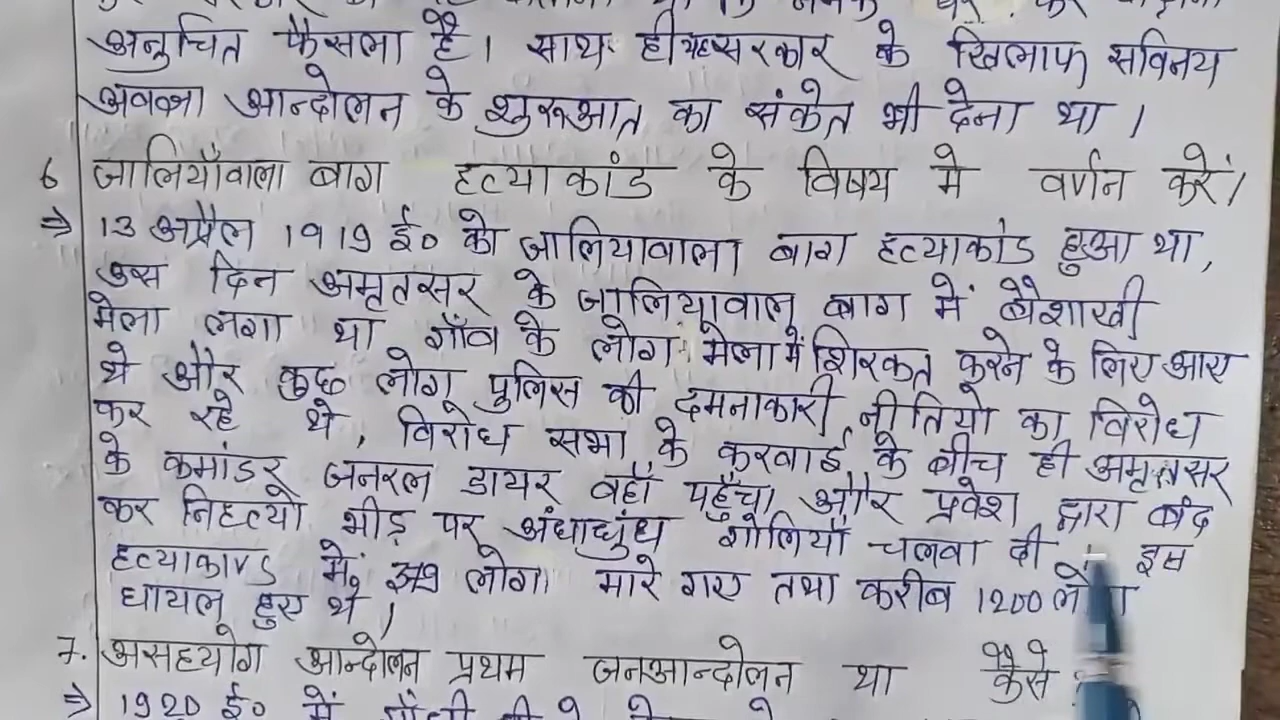 अनुचित फैसला है। साथ ही यह सरकार के खिलाफ सविनय
अवज्ञा आन्दोलन के शुरूआत का संकेत भी देना था।
6 जालियाँवाला बाग हत्याकांड के विषय मे वर्णन करें।
⇒ 13 अप्रैल 1919 ई० को जालियावाला बाग हत्याकांड हुआ था,
उस दिन अमृतसर के जालियावाल बाग में बैशाखी
मेला लगा था गाँव के लोग मेला में शिरकत करने के लिए आए
थे और कुछ लोग पुलिस की दमनाकारी नीतियो का विरोध
कर रहे थे, विरोध सभा के करवाई के बीच ही अमृतसर
के कमांडर जनरल डायर वहाँ पहुँचा और प्रवेश द्वारा बंद
कर निहत्यो भीड़ पर अंधाधुंध गोलियाँ चलवा दी। इस
हत्याकाण्ड में 379 लोग मारे गए तथा करीब 1200 लोग
घायल हुए थे।
7. असहयोग आन्दोलन प्रथम जनआन्दोलन था कैसे
⇒ 1920 ई० में